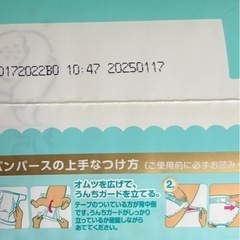 0172022B0 10:47 20250117
パンパースの上手なつけ方 (ご使用前に必ずお読み
オムツを広げて、
うんちガードを立てる。
テープのついている方が背中側
です。うんちガードがしっかり
立っているか確認しながら
あててください。
2.